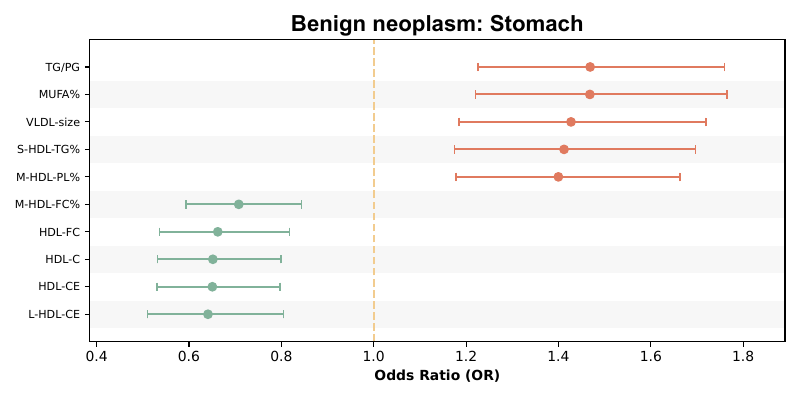 Benign neoplasm: Stomach
TG/PG
MUFA%
VLDL-size
S-HDL-TG%
M-HDL-PL%
M-HDL-FC%
HDL-FC
HDL-C
HDL-CE
L-HDL-CE
0.4 0.6 0.8 1.0 1.2 1.4 1.6 1.8
Odds Ratio (OR)